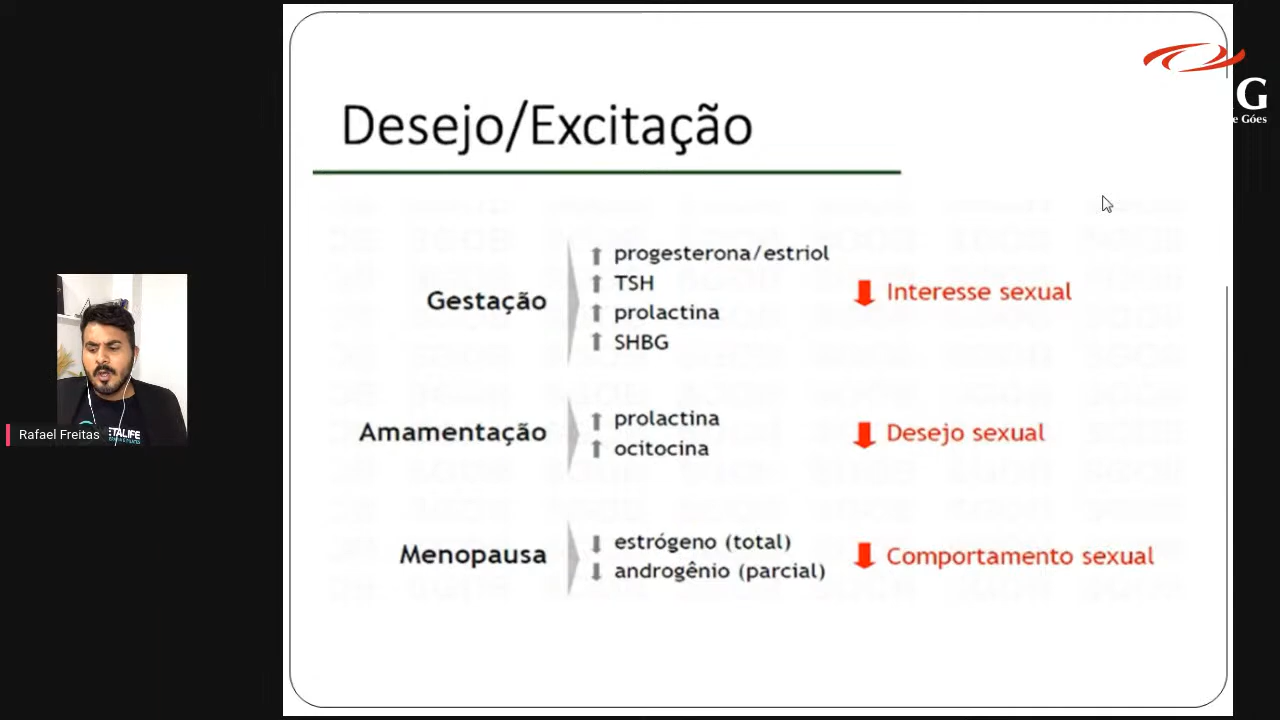 Desejo/Excitação
G
e Góes
Gestação
progesterona/estriol
TSH
prolactina
SHBG
Interesse sexual
Amamentação
prolactina
ocitocina
Desejo sexual
Menopausa
estrógeno (total)
androgênio (parcial)
Comportamento sexual
Rafael Freitas
ETALIFE